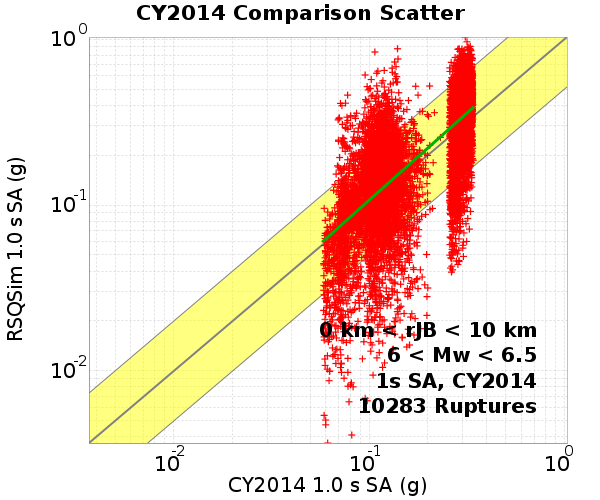 CY2014 Comparison Scatter
10^0
10^-1
10^-2
RSQSim 1.0 s SA (g)
0 km < rJB < 10 km
6 < Mw < 6.5
1s SA, CY2014
10283 Ruptures
10^-2 10^-1 10^0
CY2014 1.0 s SA (g)